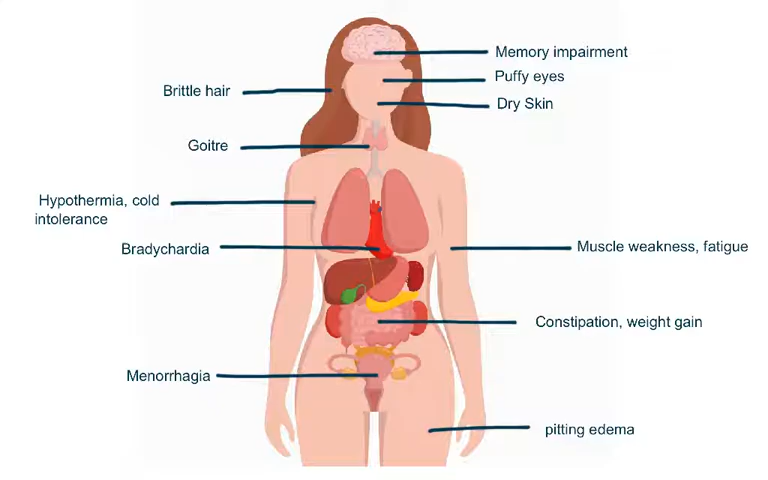 Memory impairment
Puffy eyes
Brittle hair
Dry Skin
Goitre
Hypothermia, cold
intolerance
Bradychardia
Muscle weakness, fatigue
Constipation, weight gain
Menorrhagia
pitting edema